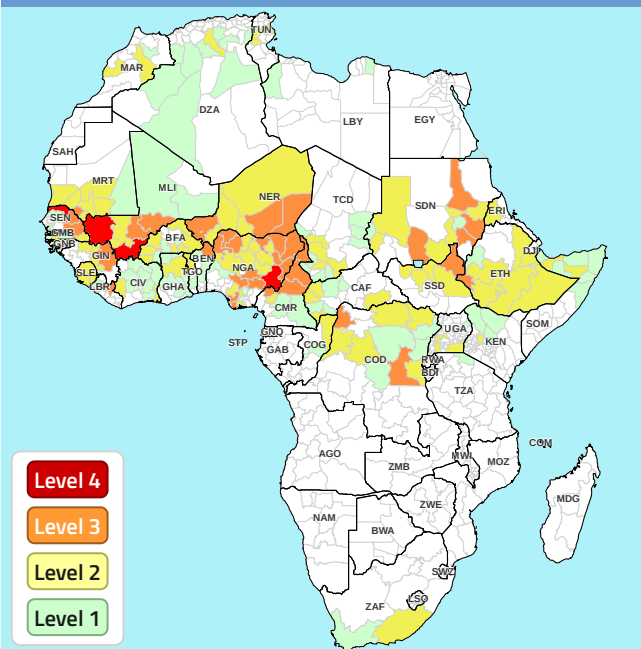 TUN
MAR
DZA
LBY
EGY
SAH
MRT
MLI
NER
TCD
SDN
ERI
SEN
GMB
GNB
BFA
DJI
GIN
BEN
NGA
SLE
TGO
ETH
LBR
CIV
GHA
CAF
SSD
CMR
SOM
GNQ
UGA
STP
COG
KEN
GAB
COD
RWA
BDI
TZA
COM
AGO
MWI
MOZ
ZMB
MDG
NAM
ZWE
BWA
SWZ
LSO
ZAF
Level 4
Level 3
Level 2
Level 1